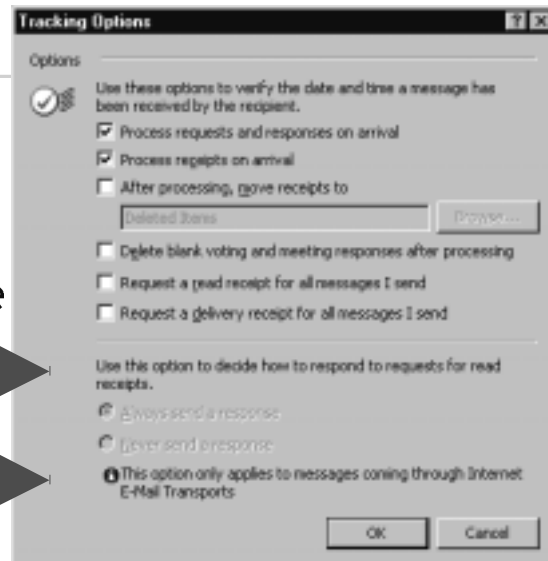 Tracking Options
Options
Use these options to verify the date and time a message has
been received by the recipient.
Process requests and responses on arrival
Process receipts on arrival
After processing, move receipts to
Deleted Items
Browse...
Delete blank voting and meeting responses after processing
Request a read receipt for all messages I send
Request a delivery receipt for all messages I send
e
Use this option to decide how to respond to requests for read
receipts.
Always send a response
Never send a response
This option only applies to messages coming through Internet
E-Mail Transports
OK
Cancel